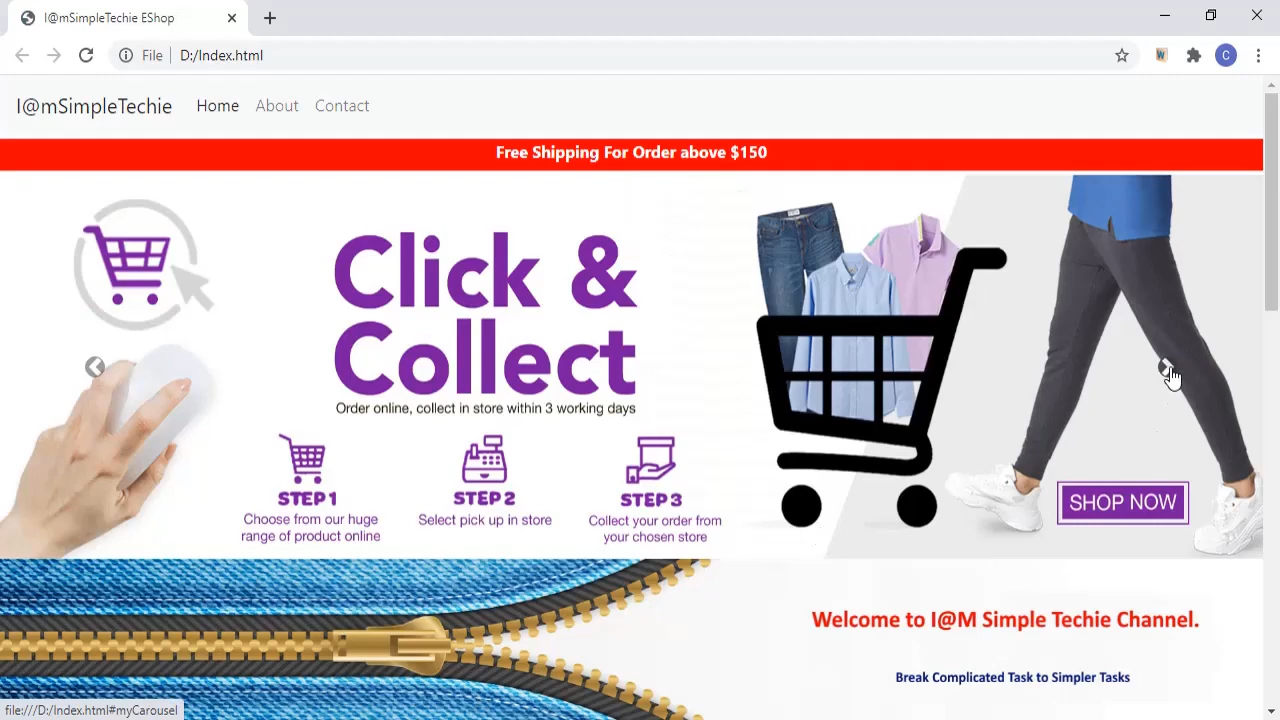 I@mSimpleTechie EShop
File D:/Index.html
C
I@mSimpleTechie Home About Contact
Free Shipping For Order above $150
Click &
Collect
Order online, collect in store within 3 working days
STEP 1 STEP 2 STEP 3
Choose from our huge
range of product online
Select pick up in store
Collect your order from
your chosen store
SHOP NOW
Welcome to I@M Simple Techie Channel.
Break Complicated Task to Simpler Tasks
file:///D:/Index.html#myCarousel